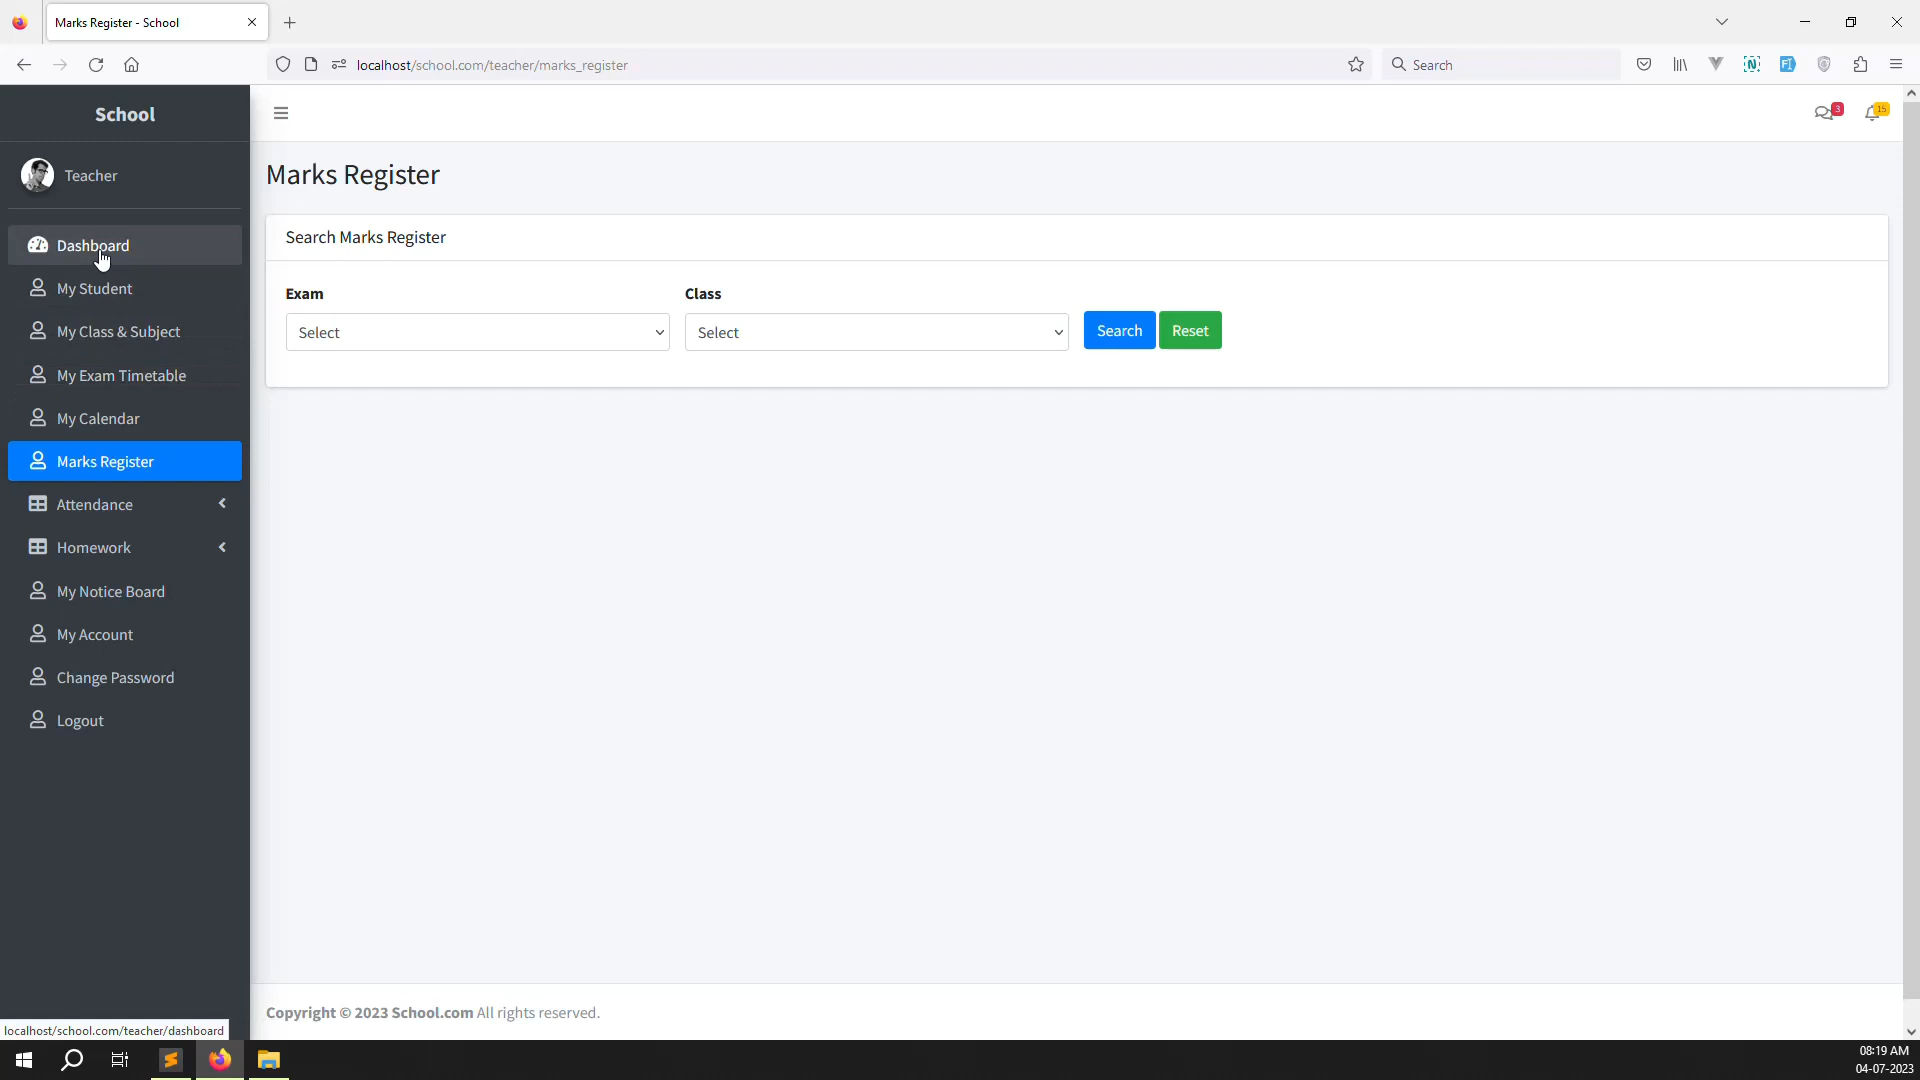 Marks Register - School
localhost/school.com/teacher/marks_register
Search
School
3
15
Teacher
Marks Register
Dashboard
My Student
My Class & Subject
My Exam Timetable
My Calendar
Marks Register
Attendance
Homework
My Notice Board
My Account
Change Password
Logout
Search Marks Register
Exam
Class
Select
Select
Search
Reset
Copyright © 2023 School.com All rights reserved.
localhost/school.com/teacher/dashboard
08:19 AM
04-07-2023